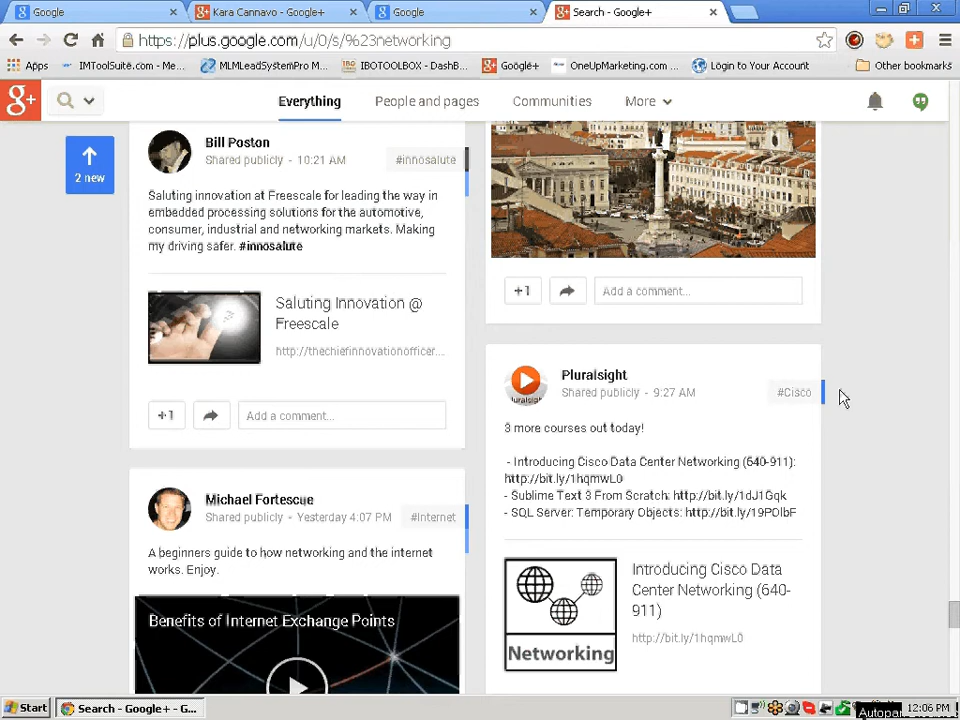 Google
Kara Cannavo - Google+
Google
Search - Google+
https://plus.google.com/u/0/s/%23networking
Apps
IMToolSuite.com - Me...
MLMLeadSystemPro M...
IBOTOOLBOX - DashB...
Google+
OneUpMarketing.com ...
Login to Your Account
Other bookmarks
g+
Everything
People and pages
Communities
More
2 new
Bill Poston
Shared publicly - 10:21 AM
#innosalute
Saluting innovation at Freescale for leading the way in
embedded processing solutions for the automotive,
consumer, industrial and networking markets. Making
my driving safer. #innosalute
Saluting Innovation @
Freescale
http://thechiefinnovationofficer...
+1
Add a comment...
Michael Fortescue
Shared publicly - Yesterday 4:07 PM
#Internet
A beginners guide to how networking and the internet
works. Enjoy.
Benefits of Internet Exchange Points
+1
Add a comment...
Pluralsight
Shared publicly - 9:27 AM
#Cisco
3 more courses out today!
- Introducing Cisco Data Center Networking (640-911):
http://bit.ly/1hqmwL0
- Sublime Text 3 From Scratch: http://bit.ly/1dJ1Gqk
- SQL Server: Temporary Objects: http://bit.ly/19POlbF
Networking
Introducing Cisco Data
Center Networking (640-
911)
http://bit.ly/1hqmwL0
Start
Search - Google+ - G...
12:06 PM